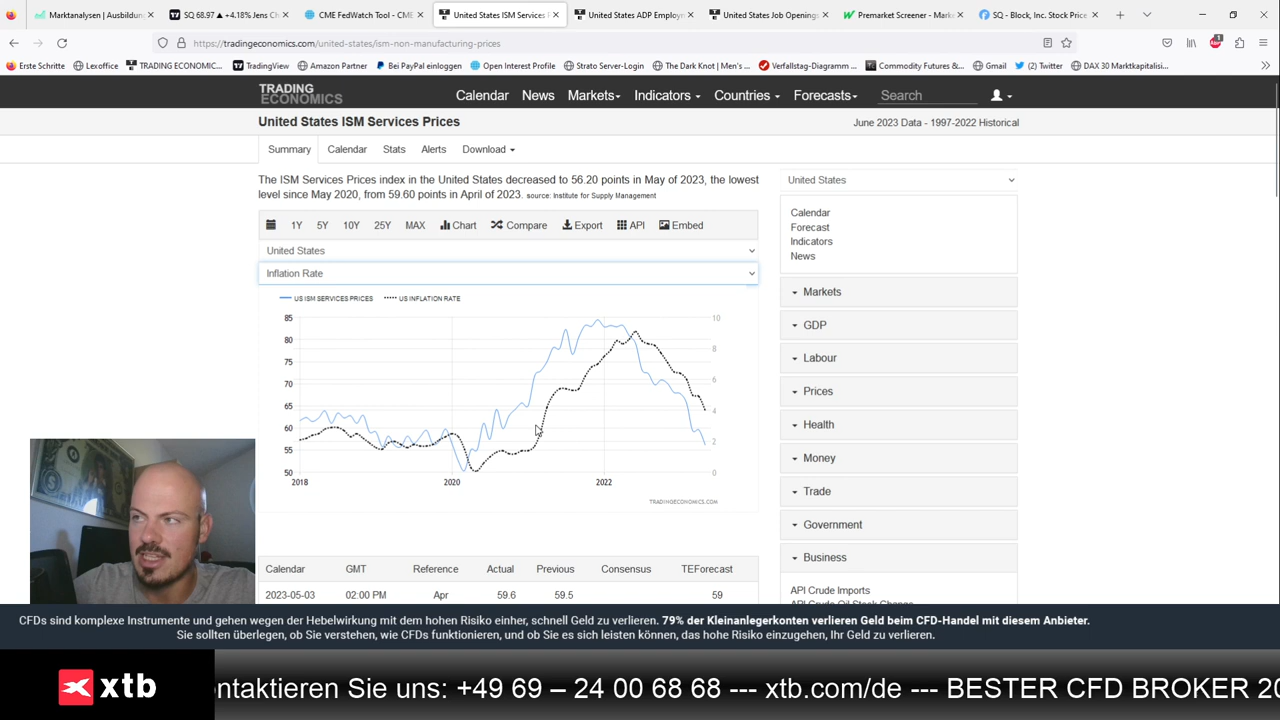 Marktanalysen | Ausbildung
SQ 68.97 ▲ +4.18% Jens Ch
CME FedWatch Tool - CME
United States ISM Services
United States ADP Employm
United States Job Openings
Premarket Screener - Marke
SQ - Block, Inc. Stock Price
https://tradingeconomics.com/united-states/ism-non-manufacturing-prices
Erste Schritte
Lexoffice
TRADING ECONOMIC...
TradingView
Amazon Partner
Bei PayPal einloggen
Open Interest Profile
Strato Server-Login
The Dark Knot | Men's ...
Verfallstag-Diagramm ...
Commodity Futures &...
Gmail
(2) Twitter
DAX 30 Marktkapitalisi...
TRADING
ECONOMICS
Calendar News Markets Indicators Countries Forecasts Search
United States ISM Services Prices
June 2023 Data - 1997-2022 Historical
Summary Calendar Stats Alerts Download
The ISM Services Prices index in the United States decreased to 56.20 points in May of 2023, the lowest
level since May 2020, from 59.60 points in April of 2023. source: Institute for Supply Management
1Y 5Y 10Y 25Y MAX Chart Compare Export API Embed
United States
Inflation Rate
US ISM SERVICES PRICES US INFLATION RATE
85
80
75
70
65
60
55
50
10
8
6
4
2
0
2018 2020 2022
TRADINGECONOMICS.COM
Calendar GMT Reference Actual Previous Consensus TEForecast
2023-05-03 02:00 PM Apr 59.6 59.5 59
United States
Calendar
Forecast
Indicators
News
Markets
GDP
Labour
Prices
Health
Money
Trade
Government
Business
API Crude Imports
API Crude Oil Stock Change
CFDs sind komplexe Instrumente und gehen wegen der Hebelwirkung mit dem hohen Risiko einher, schnell Geld zu verlieren. 79% der Kleinanlegerkonten verlieren Geld beim CFD-Handel mit diesem Anbieter.
Sie sollten überlegen, ob Sie verstehen, wie CFDs funktionieren, und ob Sie es sich leisten können, das hohe Risiko einzugehen, Ihr Geld zu verlieren.
xtb
ontaktieren Sie uns: +49 69 – 24 00 68 68 --- xtb.com/de --- BESTER CFD BROKER 20